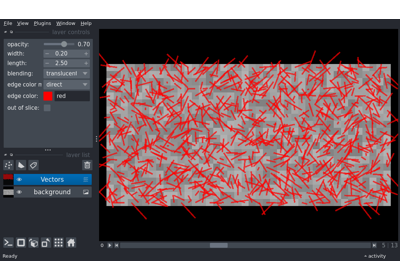 File View Plugins Window Help
layer controls
opacity: 0.70
width: 0.20
length: 2.50
blending: translucent
edge color m direct
edge color: red
out of slice:
layer list
Vectors
background
0 5 13
Ready activity